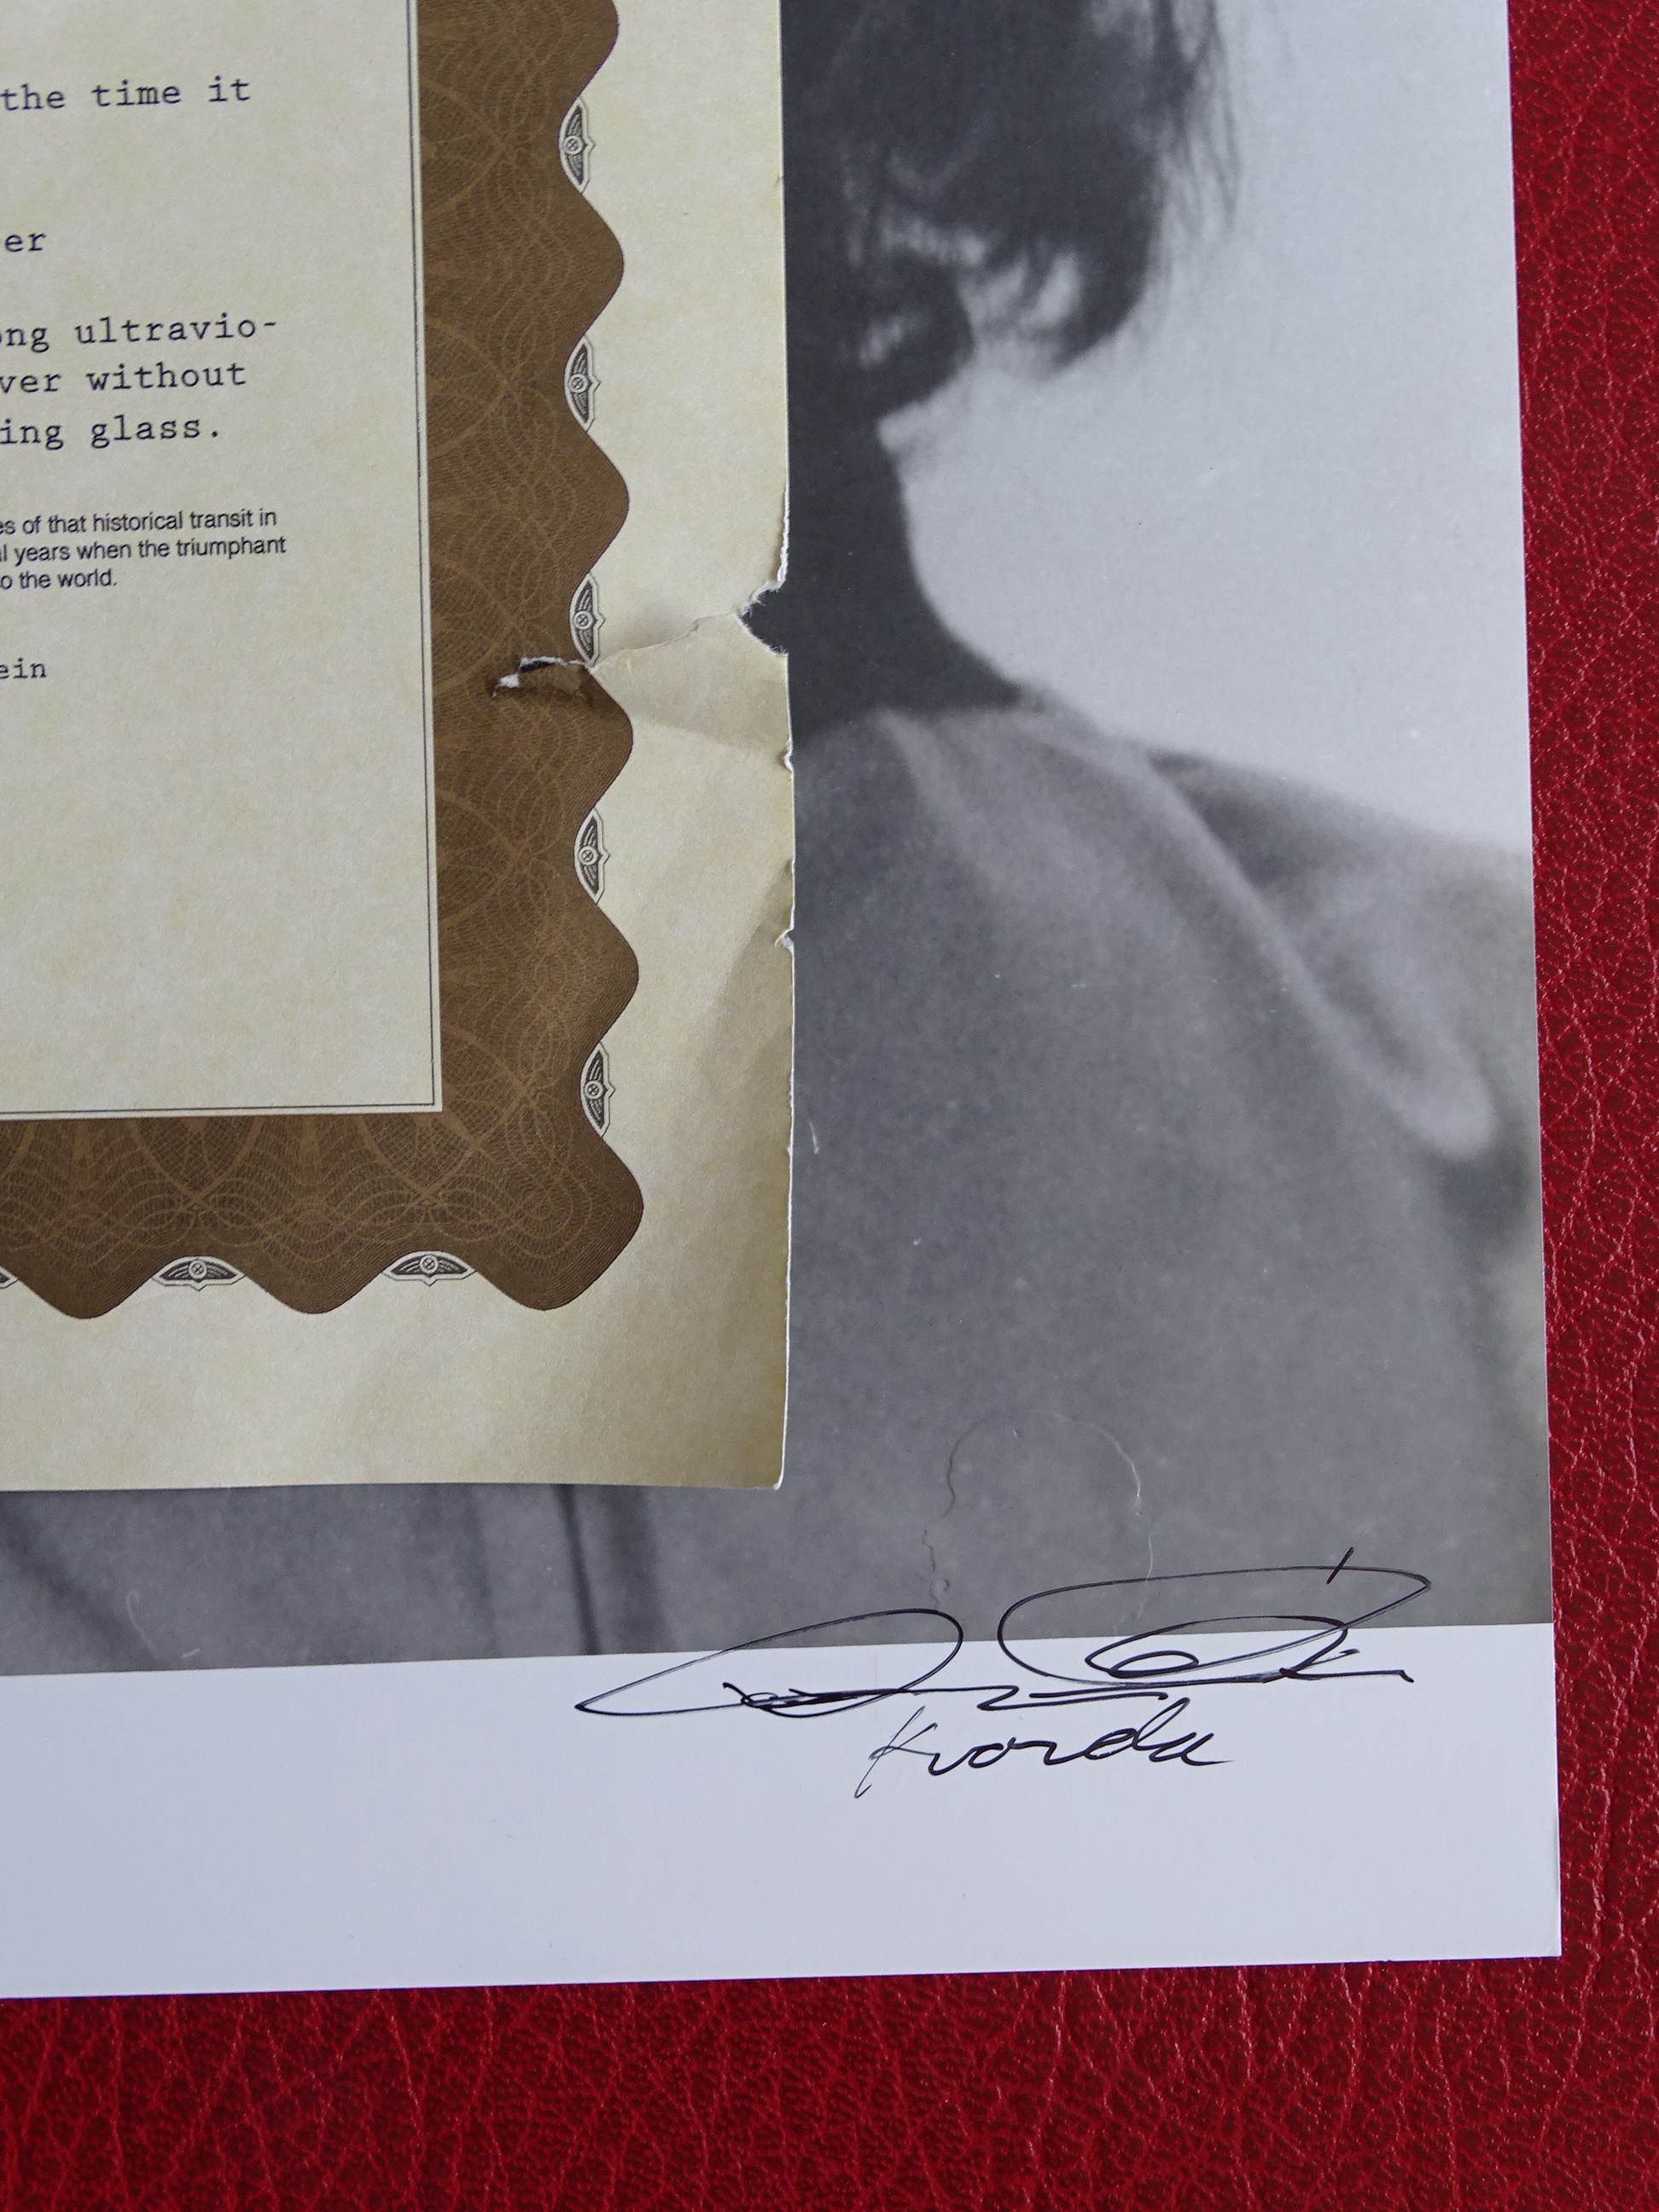 the time it
er
ng ultravio-
ver without
ing glass.
es of that historical transit in
l years when the triumphant
o the world.
ein
Korda